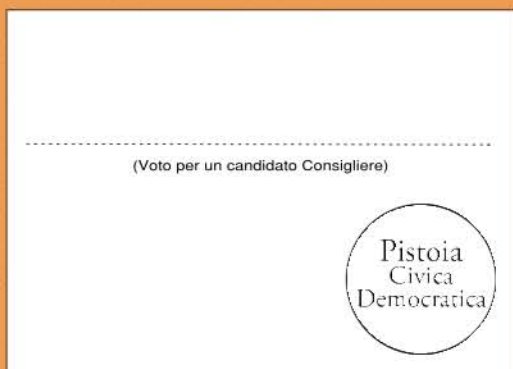 (Voto per un candidato Consigliere)
Pistoia
Civica
Democratica